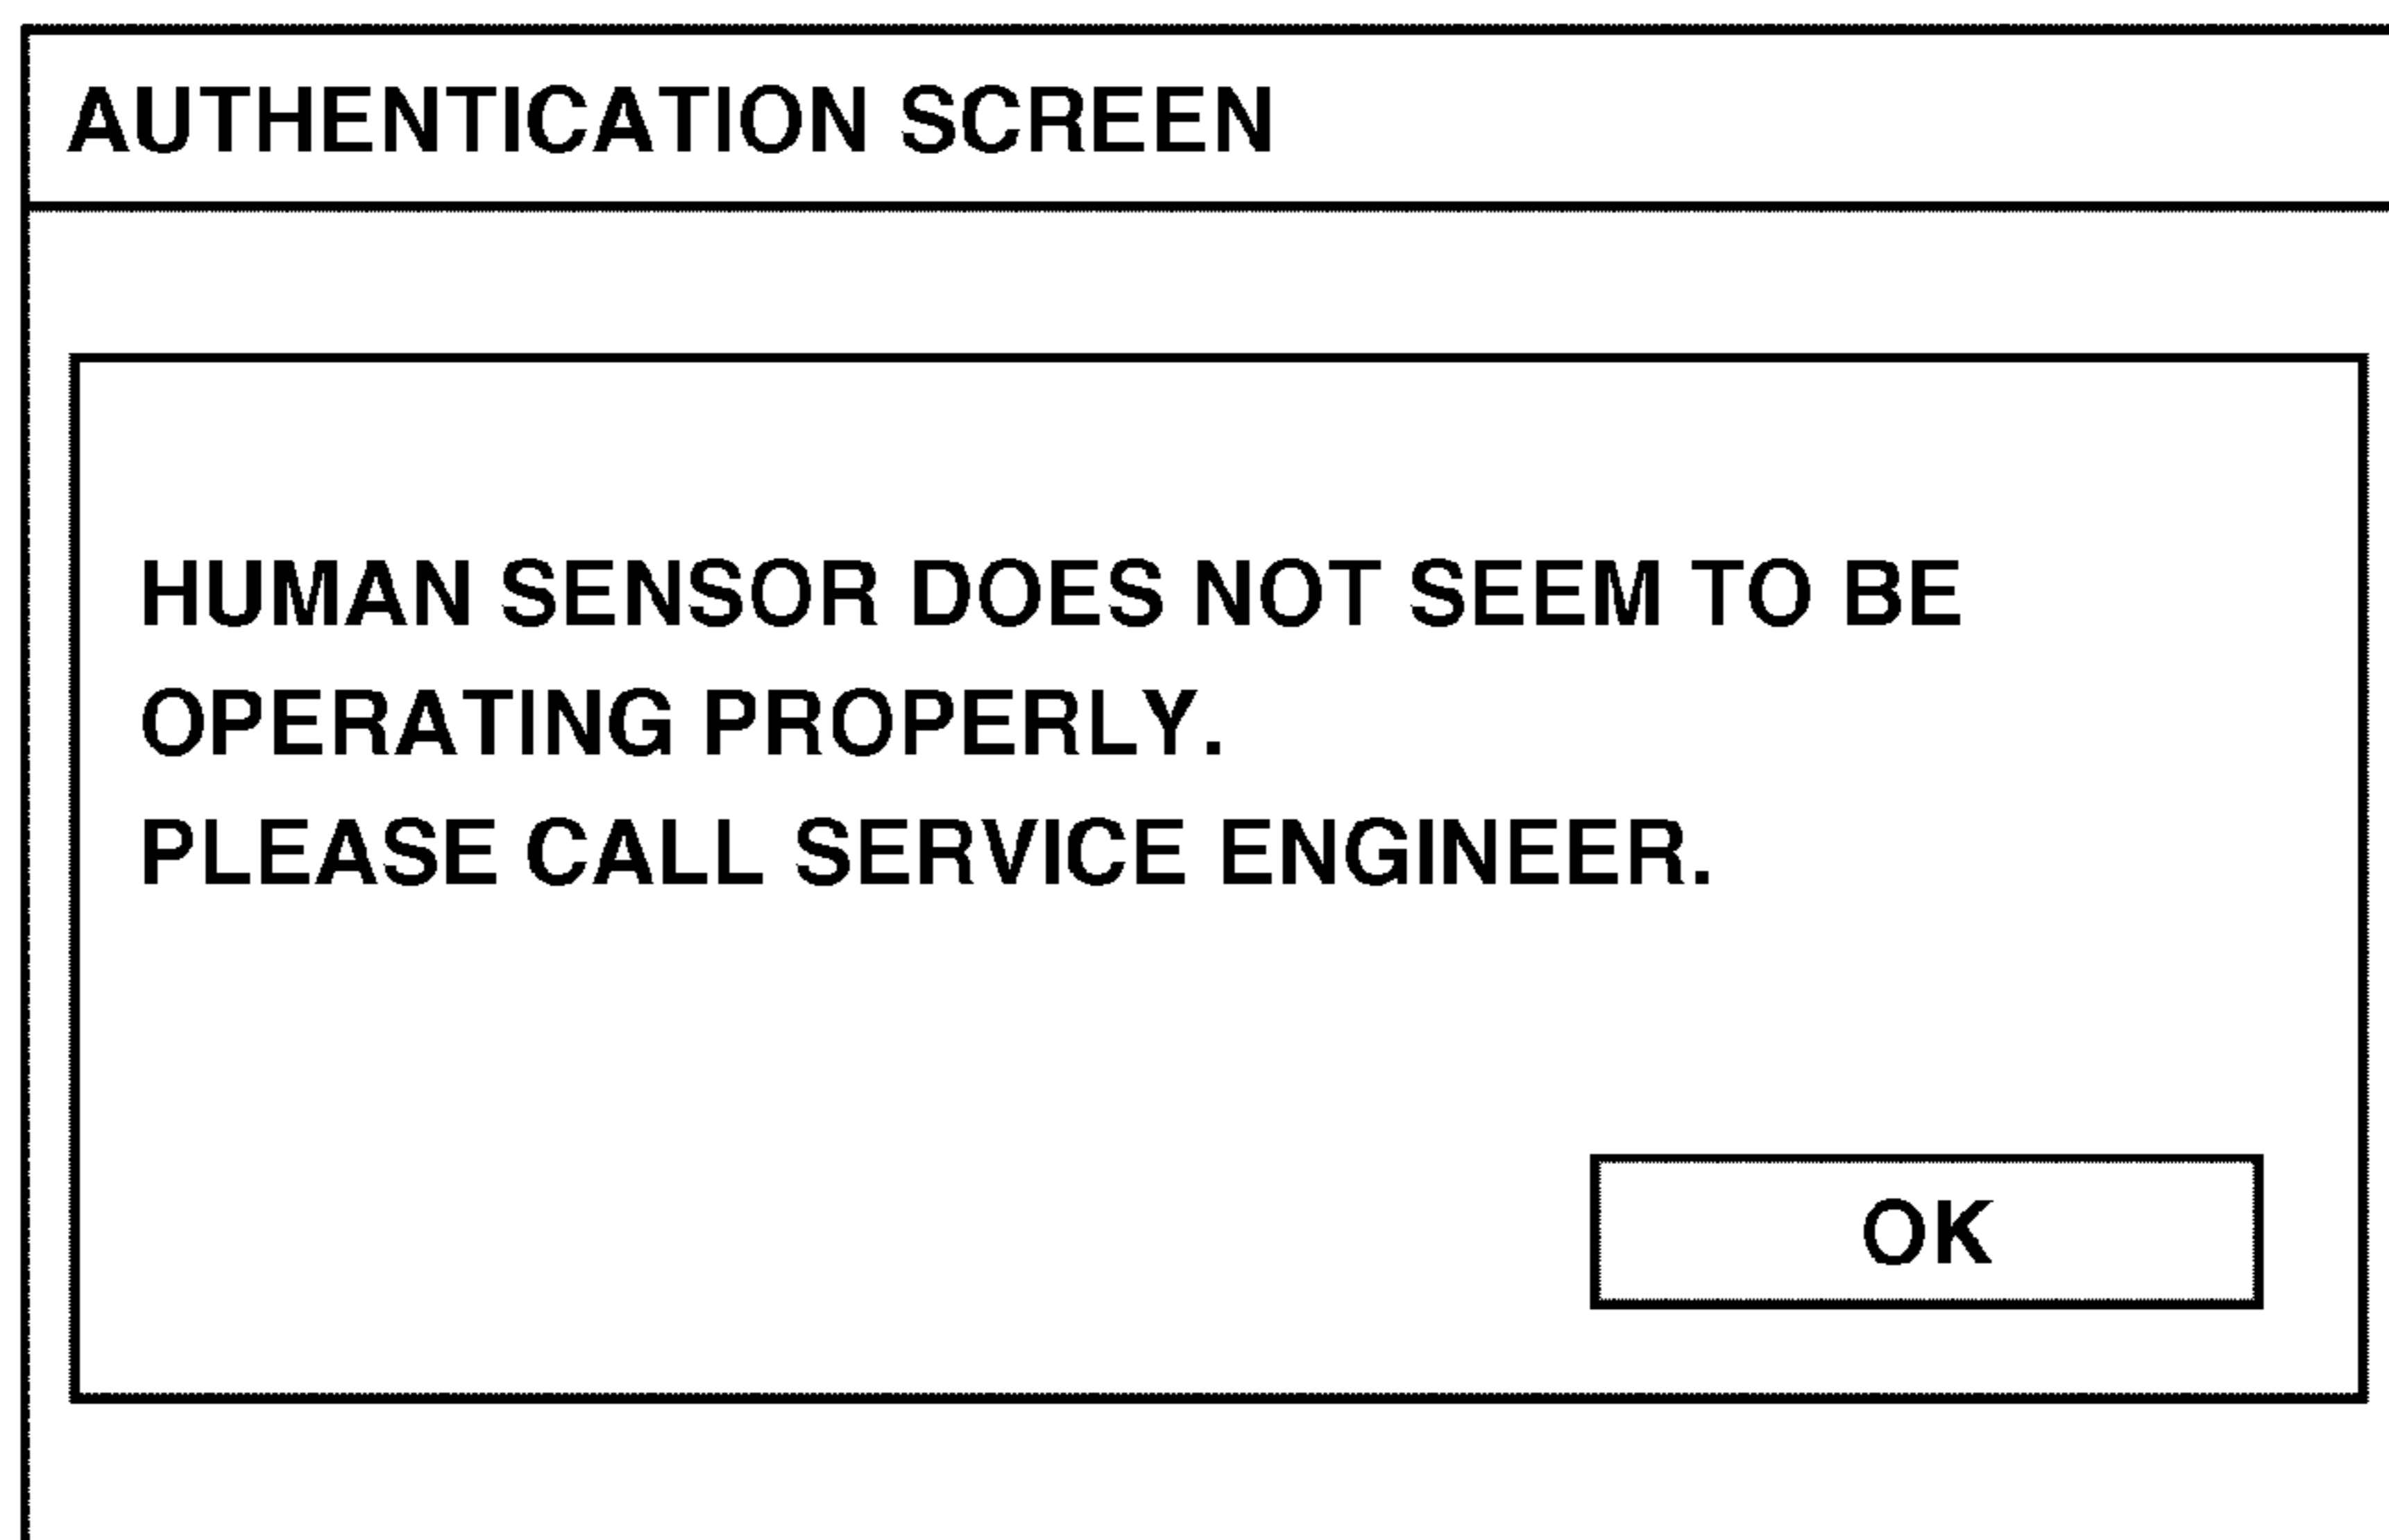 AUTHENTICATION SCREEN
HUMAN SENSOR DOES NOT SEEM TO BE
OPERATING PROPERLY.
PLEASE CALL SERVICE ENGINEER.
OK